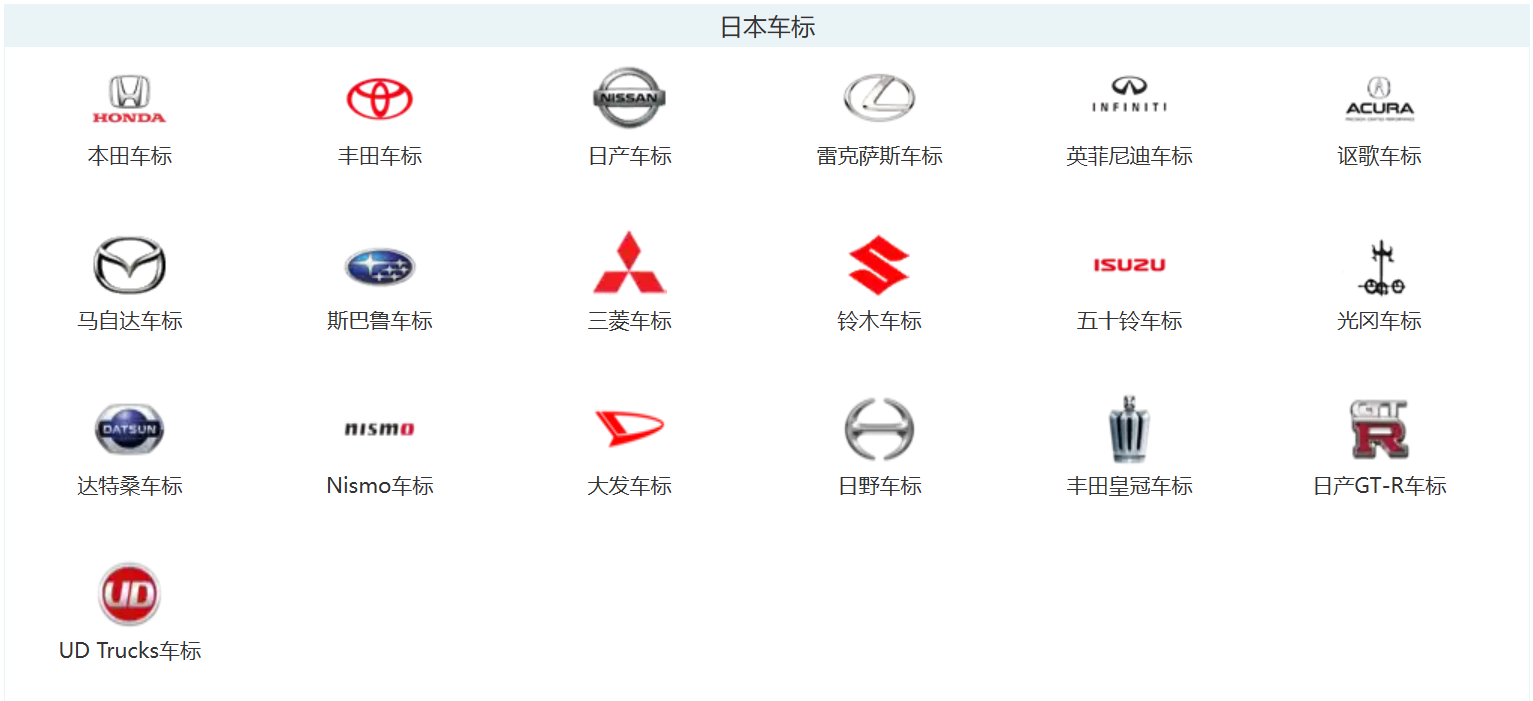 日本车标
HONDA
NISSAN
INFINITI
ACURA
本田车标
丰田车标
日产车标
雷克萨斯车标
英菲尼迪车标
讴歌车标
ISUZU
马自达车标
斯巴鲁车标
三菱车标
铃木车标
五十铃车标
光冈车标
DATSUN
nismo
GT
R
达特桑车标
Nismo车标
大发车标
日野车标
丰田皇冠车标
日产GT-R车标
UD
UD Trucks车标